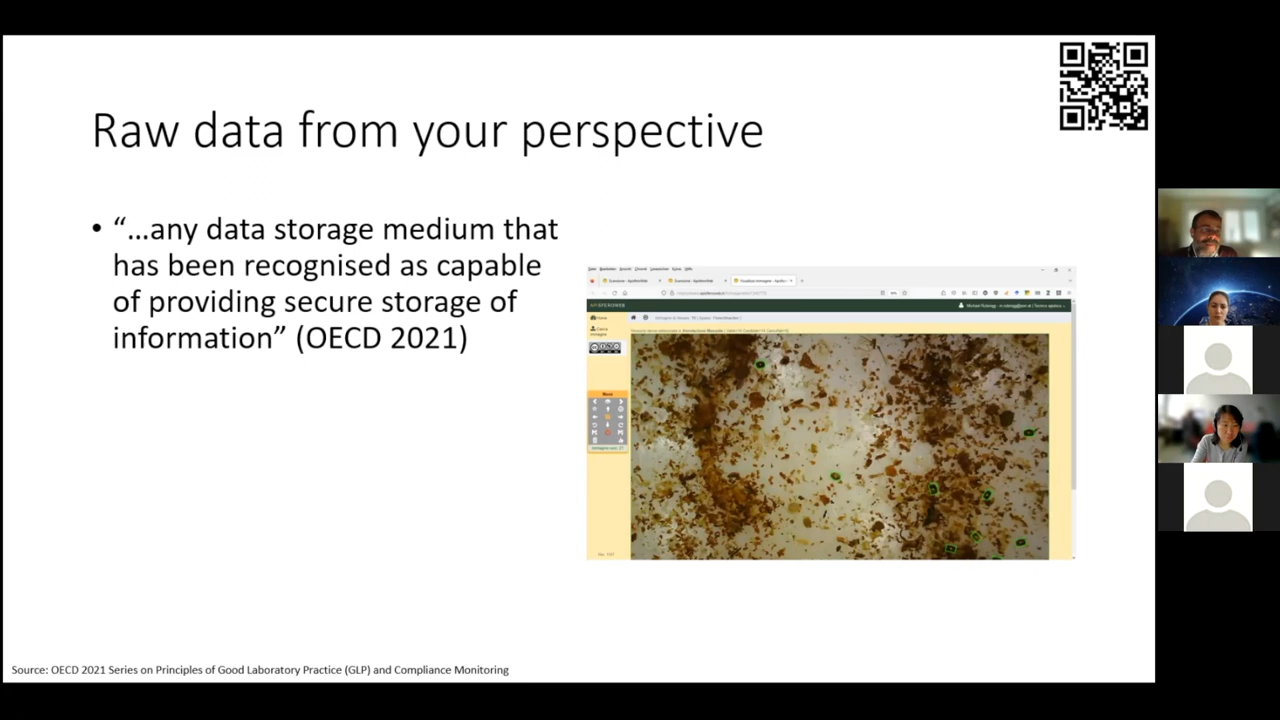 Raw data from your perspective
• “...any data storage medium that
has been recognised as capable
of providing secure storage of
information” (OECD 2021)
Home
Source: OECD 2021 Series on Principles of Good Laboratory Practice (GLP) and Compliance Monitoring